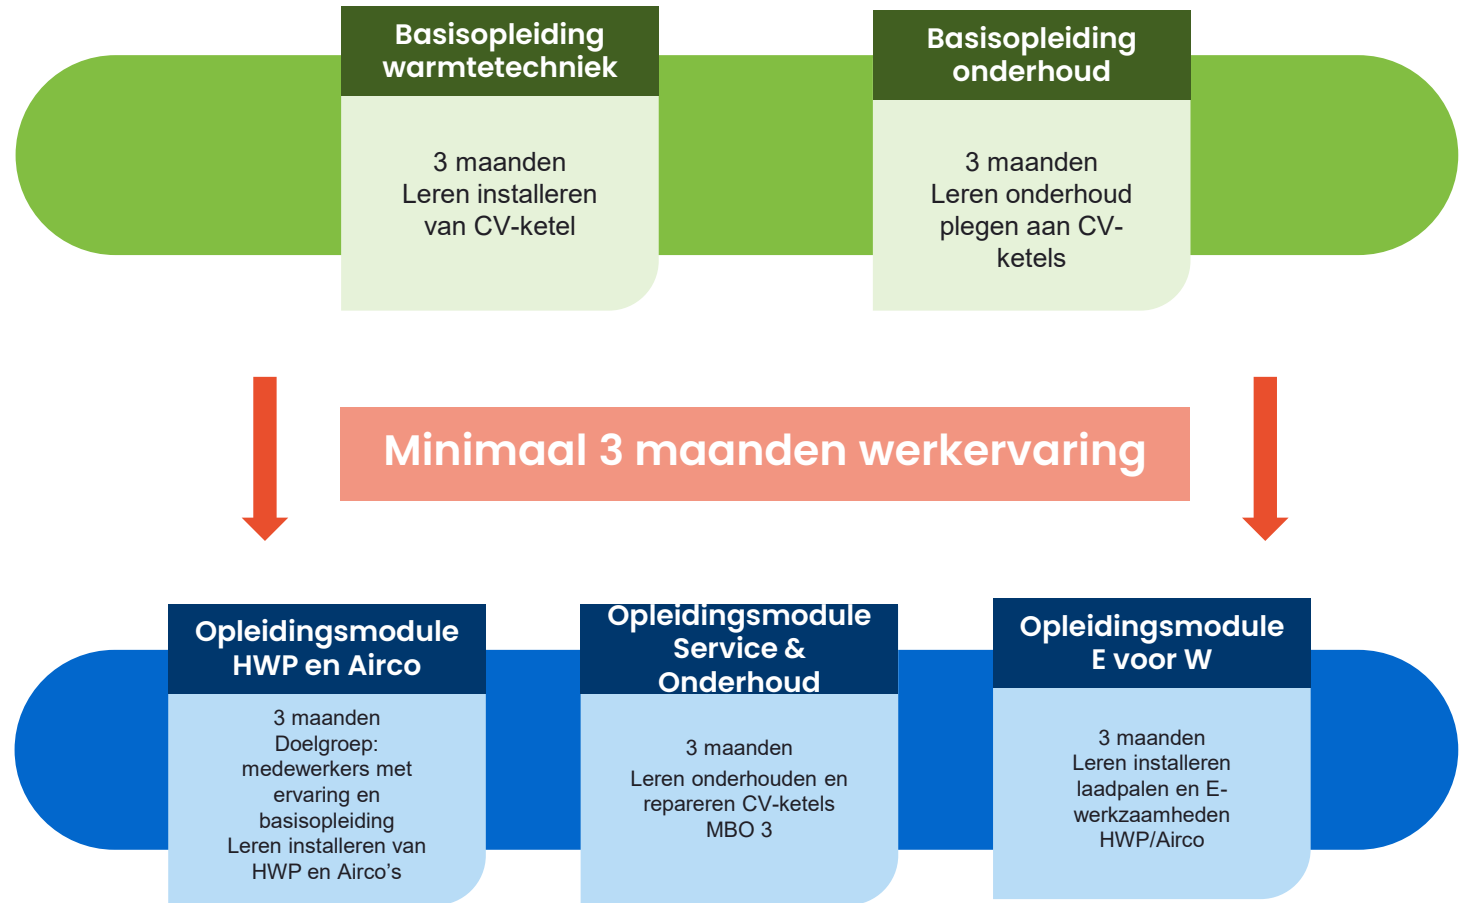 Basisopleiding
warmtetechniek
3 maanden
Leren installeren
van CV-ketel
Basisopleiding
onderhoud
3 maanden
Leren onderhoud
plegen aan CV-
ketels
Minimaal 3 maanden werkervaring
Opleidingsmodule
HWP en Airco
3 maanden
Doelgroep:
medewerkers met
ervaring en
basisopleiding
Leren installeren van
HWP en Airco’s
Opleidingsmodule
Service &
Onderhoud
3 maanden
Leren onderhouden en
repareren CV-ketels
MBO 3
Opleidingsmodule
E voor W
3 maanden
Leren installeren
laadpalen en E-
werkzaamheden
HWP/Airco